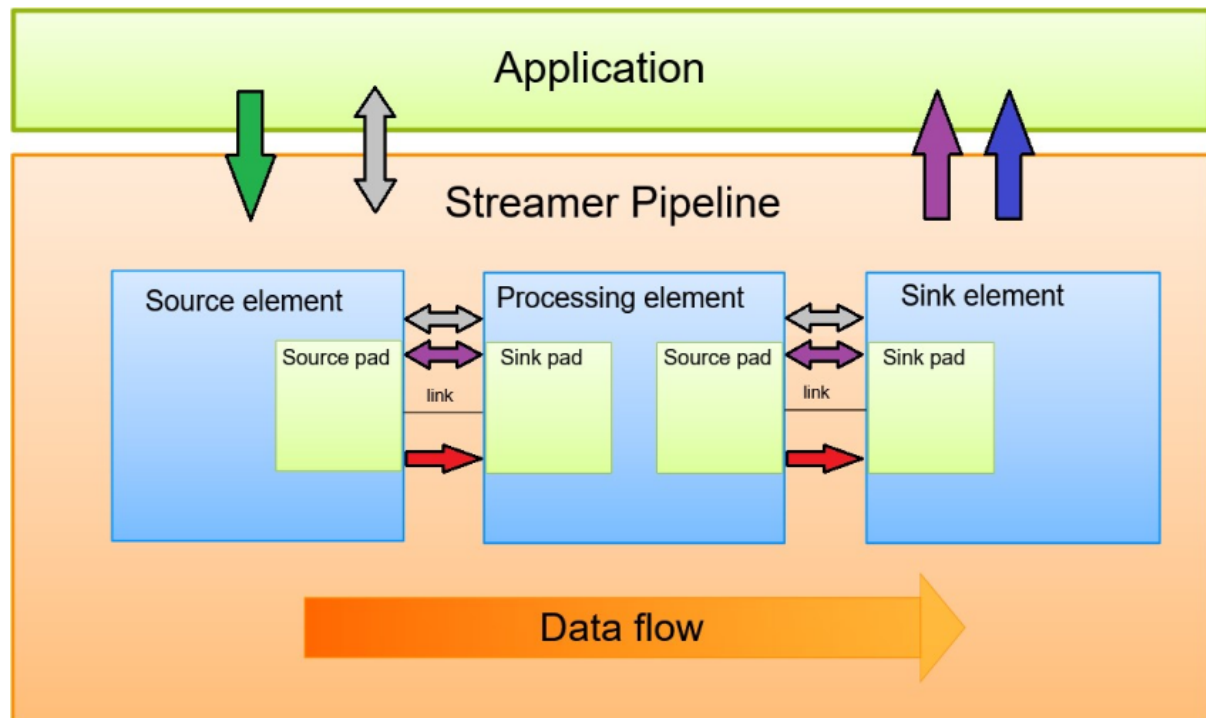 Application
Streamer Pipeline
Source element
Processing element
Sink element
Source pad
Sink pad
Source pad
Sink pad
link
link
Data flow